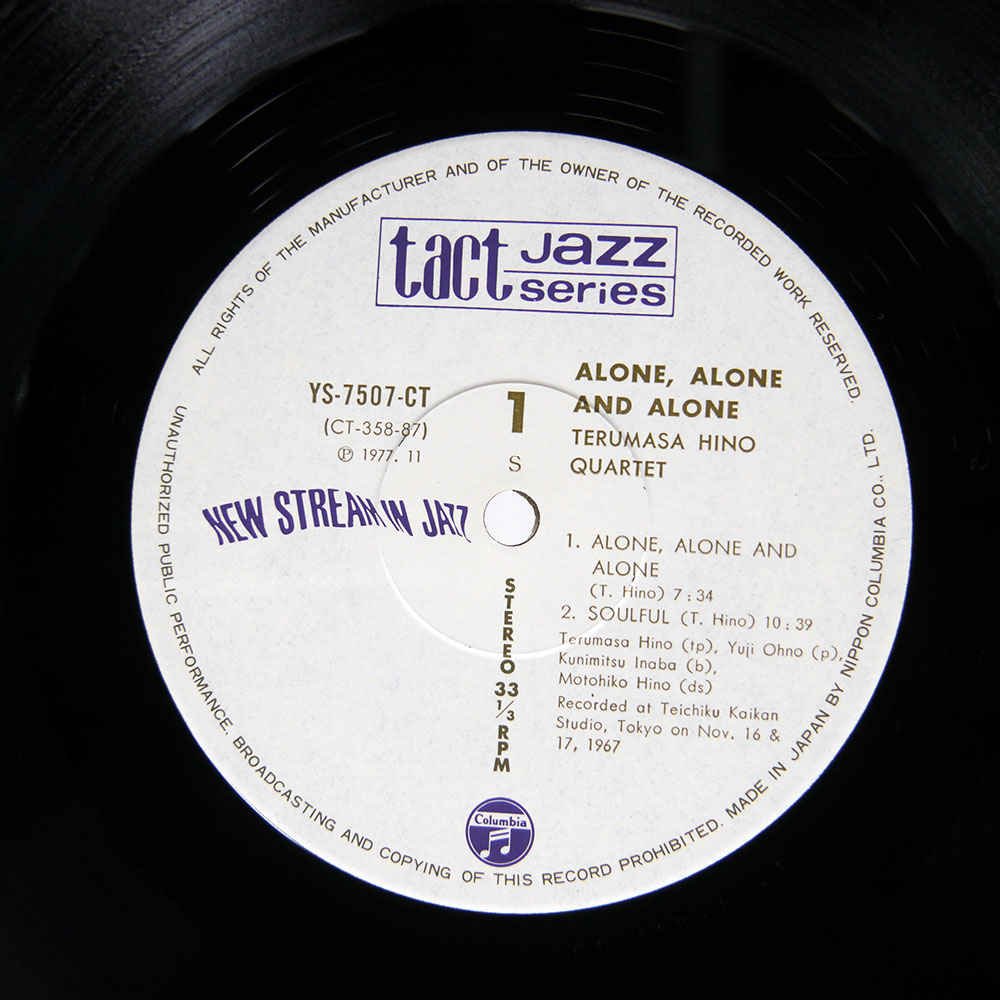 ALL RIGHTS OF THE MANUFACTURER AND OF THE OWNER OF THE RECORDED WORK RESERVED.
tact Jazz
series
YS-7507-CT
(CT-358-87)
℗ 1977. 11
NEW STREAM IN JAZZ
1
S
ALONE, ALONE
AND ALONE
TERUMASA HINO
QUARTET
1. ALONE, ALONE AND
ALONE
(T. Hino) 7 : 34
2. SOULFUL (T. Hino) 10 : 39
Terumasa Hino (tp), Yuji Ohno (p),
Kunimitsu Inaba (b),
Motohiko Hino (ds)
Recorded at Teichiku Kaikan
Studio, Tokyo on Nov. 16 &
17, 1967
STEREO 33 1/3 RPM
Columbia
UNAUTHORIZED PUBLIC PERFORMANCE, BROADCASTING AND COPYING OF THIS RECORD PROHIBITED. MADE IN JAPAN BY NIPPON COLUMBIA CO., LTD.